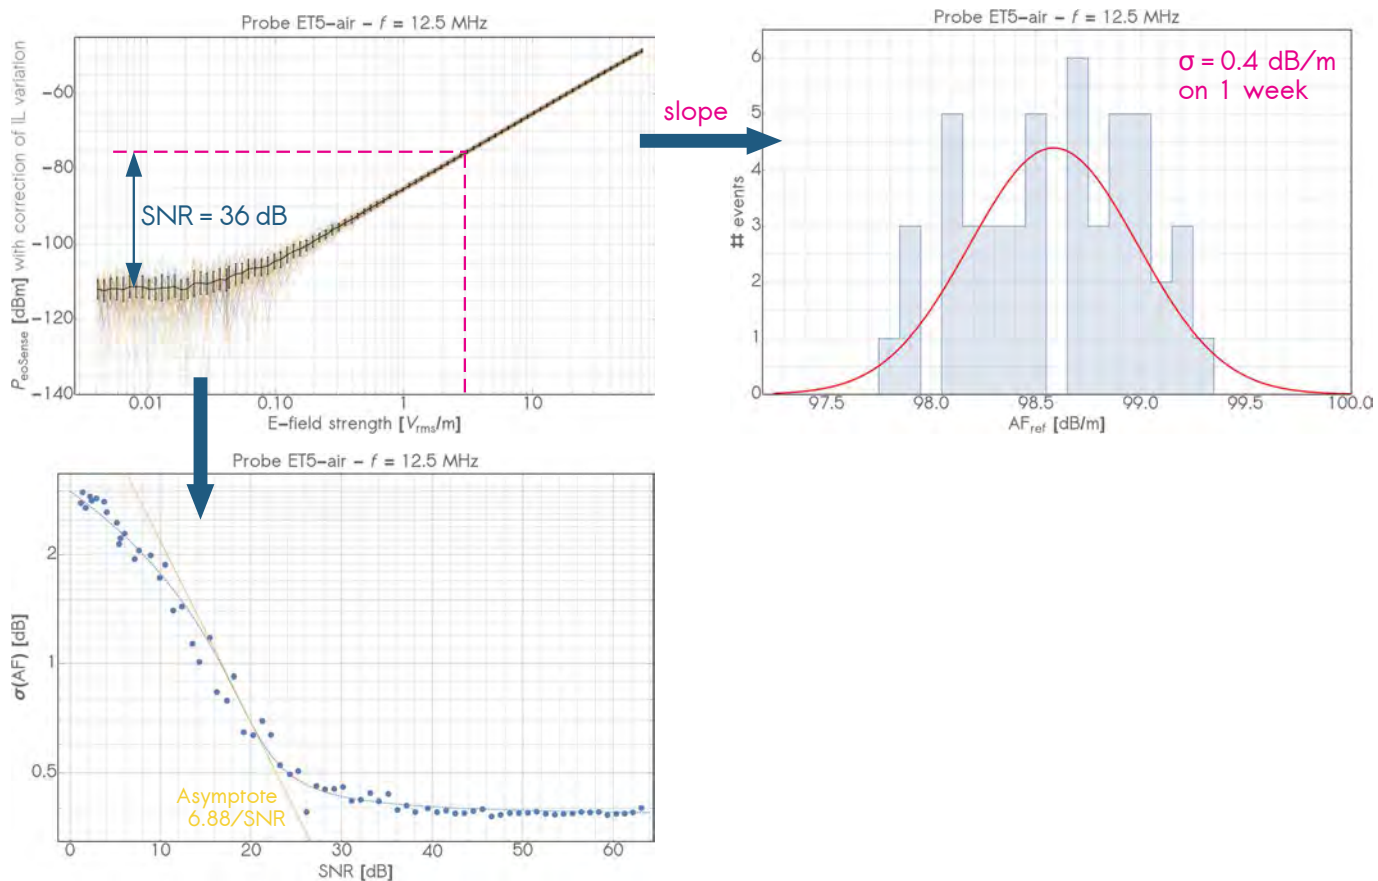 Probe ET5-air - f = 12.5 MHz
P_eoSense [dBm] with correction of IL variation
-60
-80
-100
-120
-140
SNR = 36 dB
0.01
0.10
1
10
E-field strength [V_rms/m]
slope
Probe ET5-air - f = 12.5 MHz
σ = 0.4 dB/m
on 1 week
# events
6
5
4
3
2
1
0
97.5
98.0
98.5
99.0
99.5
100.0
AF_ref [dB/m]
Probe ET5-air - f = 12.5 MHz
σ(AF) [dB]
2
1
0.5
Asymptote
6.88/SNR
0
10
20
30
40
50
60
SNR [dB]